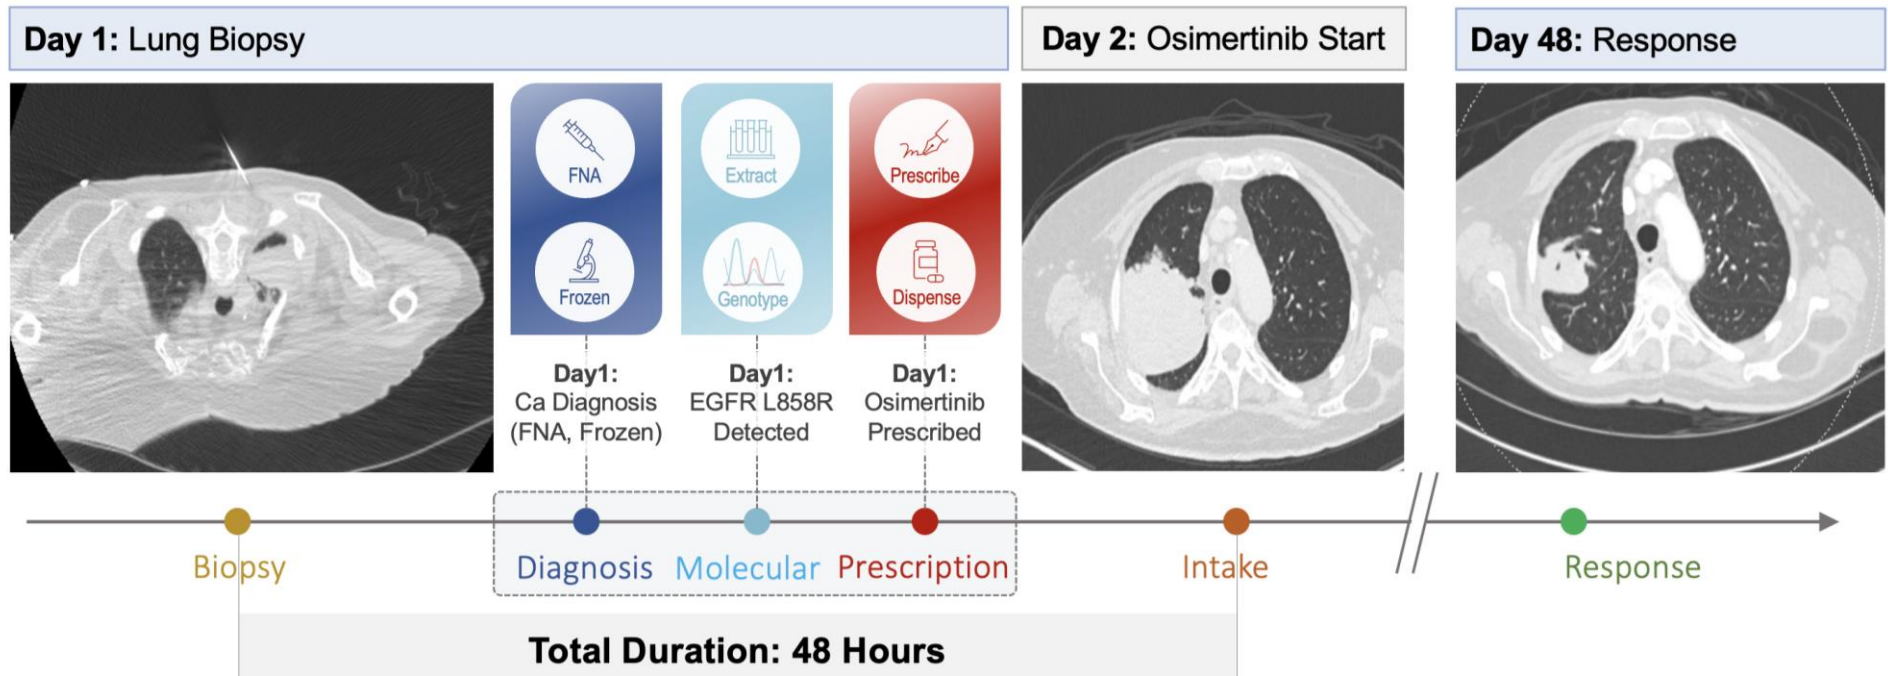 Day 1: Lung Biopsy
Day 2: Osimertinib Start
Day 48: Response
FNA
Extract
Prescribe
Frozen
Genotype
Dispense
Day1:
Ca Diagnosis
(FNA, Frozen)
Day1:
EGFR L858R
Detected
Day1:
Osimertinib
Prescribed
Biopsy
Diagnosis
Molecular
Prescription
Intake
Response
Total Duration: 48 Hours